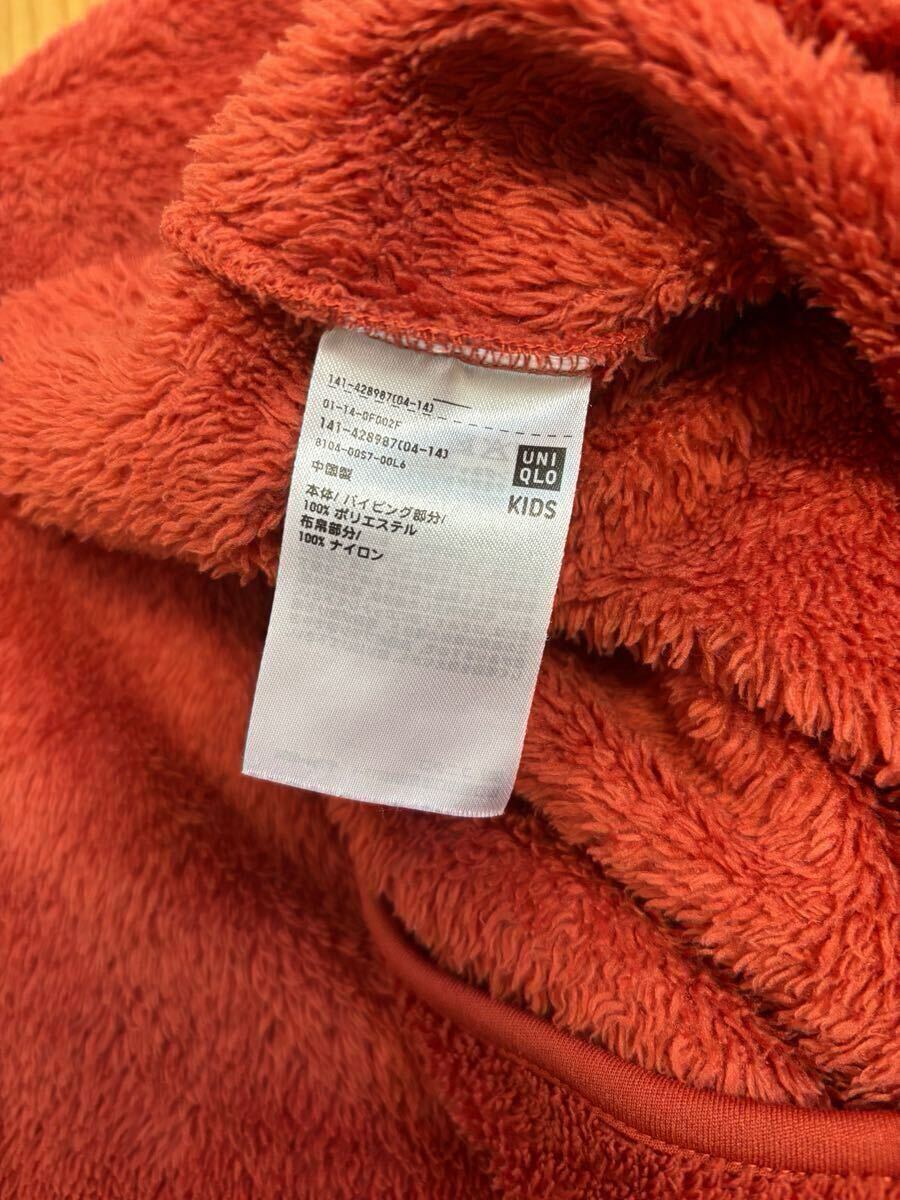 141-428987(04-14)
01-14-0F002F
141-428987(04-14)
8104-00S7-00L6
中国製
UNI
QLO
KIDS
本体/パイピング部分/
100% ポリエステル
布帛部分/
100% ナイロン